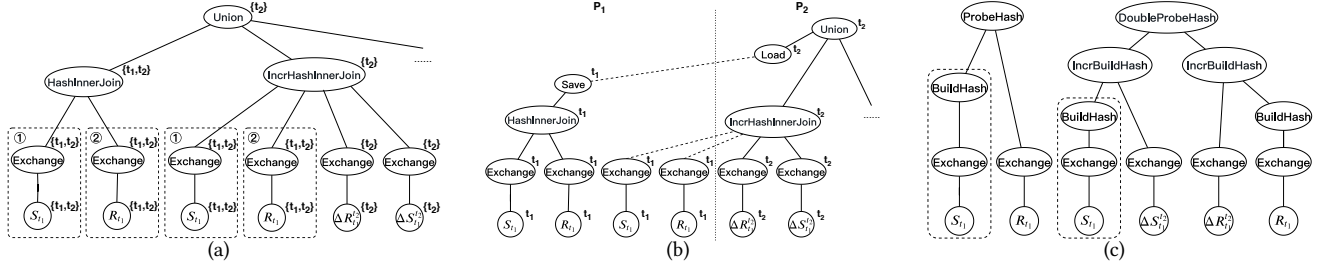 {t₂}
Union
{t₁,t₂}
{t₂}
HashInnerJoin
IncrHashInnerJoin
......
① {t₁,t₂} ② {t₁,t₂} ① {t₁,t₂} ② {t₁,t₂} {t₂} {t₂}
Exchange Exchange Exchange Exchange Exchange Exchange
{t₁,t₂} {t₁,t₂} {t₁,t₂} {t₁,t₂} {t₂} {t₂}
S_{t₁} R_{t₁} S_{t₁} R_{t₁} ΔR_{t₁}^{t₂} ΔS_{t₁}^{t₂}
(a)
P₁ P₂
Union t₂
Load t₂
Save t₁
HashInnerJoin t₁
IncrHashInnerJoin t₂
......
Exchange t₁ Exchange t₁ Exchange t₁ Exchange t₁ Exchange t₂ Exchange t₂
S_{t₁} t₁ R_{t₁} t₁ S_{t₁} t₁ R_{t₁} t₁ ΔR_{t₁}^{t₂} t₂ ΔS_{t₁}^{t₂} t₂
(b)
ProbeHash DoubleProbeHash
IncrBuildHash IncrBuildHash
BuildHash
BuildHash BuildHash
Exchange Exchange Exchange Exchange Exchange Exchange
S_{t₁} R_{t₁} S_{t₁} ΔS_{t₁}^{t₂} ΔR_{t₁}^{t₂} R_{t₁}
(c)